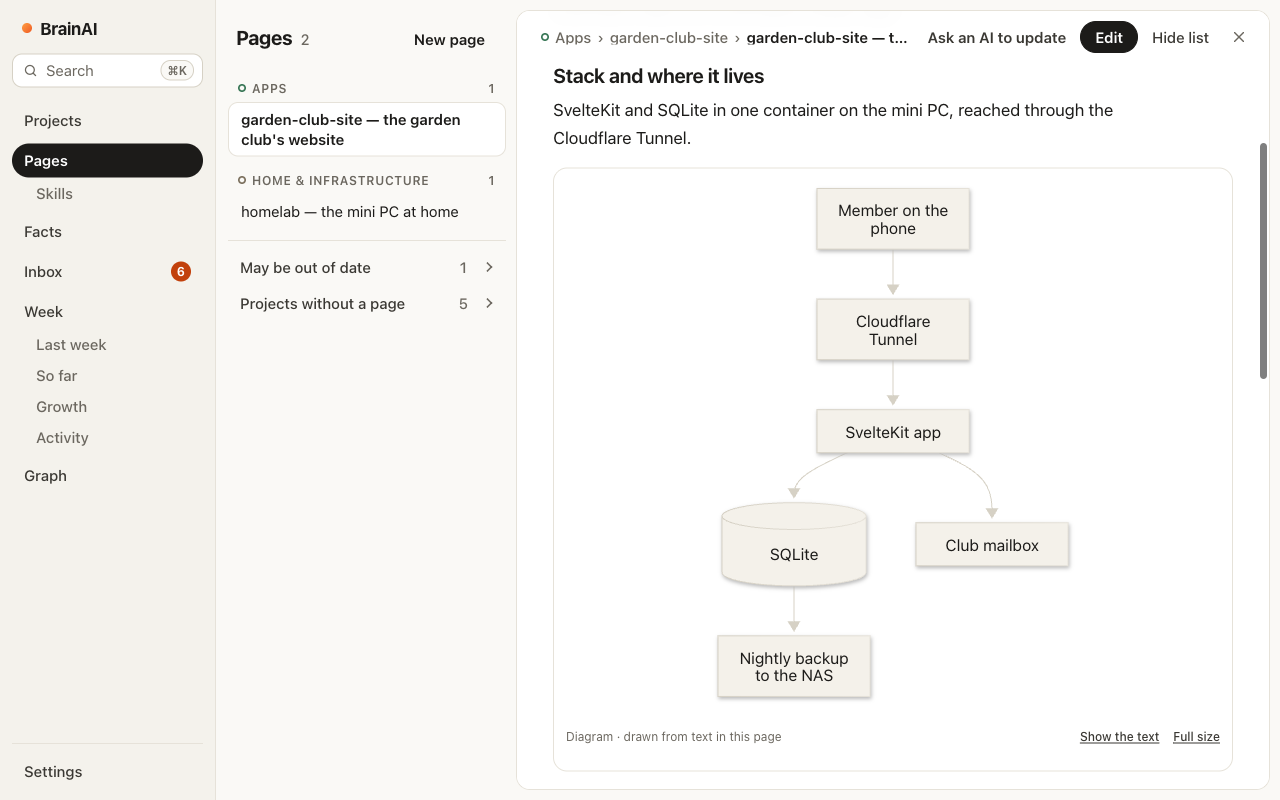 BrainAI
Search ⌘K
Projects
Pages
Skills
Facts
Inbox 6
Week
Last week
So far
Growth
Activity
Graph
Settings
Pages 2
New page
APPS 1
garden-club-site — the garden
club's website
HOME & INFRASTRUCTURE 1
homelab — the mini PC at home
May be out of date 1
Projects without a page 5
Apps › garden-club-site › garden-club-site — t...
Ask an AI to update
Edit
Hide list
Stack and where it lives
SvelteKit and SQLite in one container on the mini PC, reached through the
Cloudflare Tunnel.
Member on the
phone
Cloudflare
Tunnel
SvelteKit app
SQLite
Club mailbox
Nightly backup
to the NAS
Diagram · drawn from text in this page
Show the text
Full size